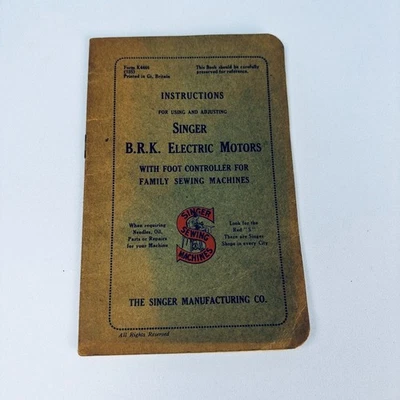 Form K4660
Printed in Gt. Britain
This Book should be carefully
preserved for reference.
INSTRUCTIONS
FOR USING AND ADJUSTING
SINGER
B.R.K. ELECTRIC MOTORS
WITH FOOT CONTROLLER FOR
FAMILY SEWING MACHINES
When requiring
Needles, Oil,
Parts or Repairs
for your Machine
SINGER
SEWING
MACHINES
Look for the
Red "S"
There are Singer
Shops in every City
THE SINGER MANUFACTURING CO.
All Rights Reserved